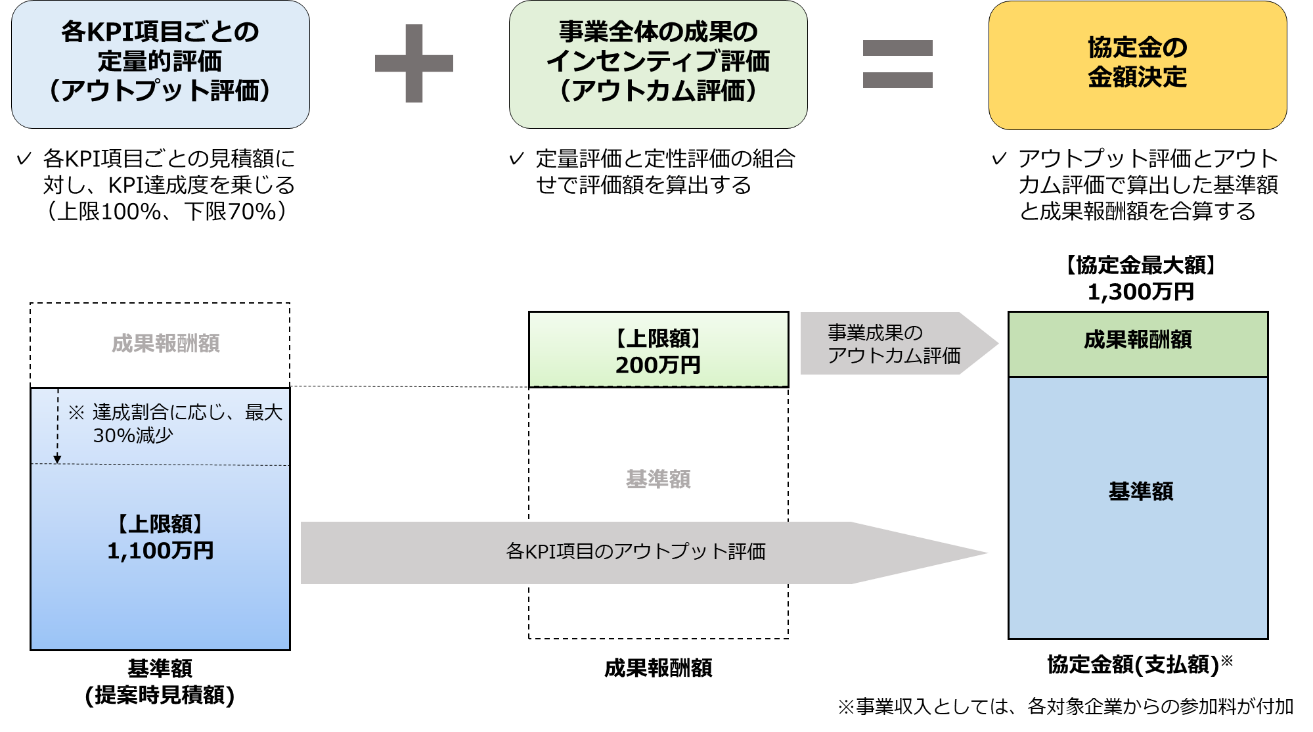 各KPI項目ごとの
定量的評価
（アウトプット評価）
事業全体の成果の
インセンティブ評価
（アウトカム評価）
協定金の
金額決定
✓ 各KPI項目ごとの見積額に
対し、KPI達成度を乗じる
（上限100%、下限70%）
✓ 定量評価と定性評価の組合
せで評価額を算出する
✓ アウトプット評価とアウト
カム評価で算出した基準額
と成果報酬額を合算する
【協定金最大額】
1,300万円
成果報酬額
※ 達成割合に応じ、最大
30%減少
【上限額】
1,100万円
基準額
(提案時見積額)
【上限額】
200万円
基準額
成果報酬額
事業成果の
アウトカム評価
各KPI項目のアウトプット評価
成果報酬額
基準額
協定金額(支払額)※
※事業収入としては、各対象企業からの参加料が付加